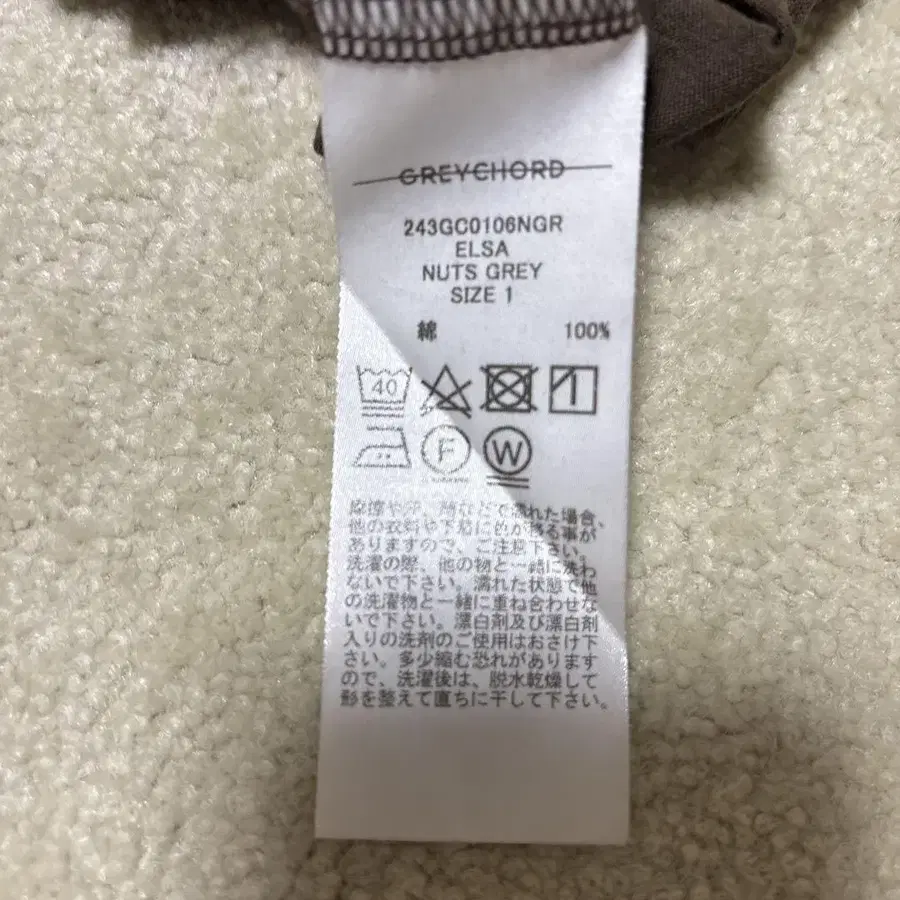 GREYCHORD
243GC0106NGR
ELSA
NUTS GREY
SIZE 1
綿 100%
40
F
W
摩擦や汗、雨などで濡れた場合、
他の衣料や下着に色が移る事が
ありますので、ご注意下さい。
洗濯の際、他の物と一緒に洗わ
ないで下さい。濡れた状態で他
の洗濯物と一緒に重ね合わせな
いで下さい。漂白剤及び漂白剤
入りの洗剤のご使用はおさけ下
さい。多少縮む恐れがあります
ので、洗濯後は、脱水乾燥して
形を整えて直ちに干して下さい。